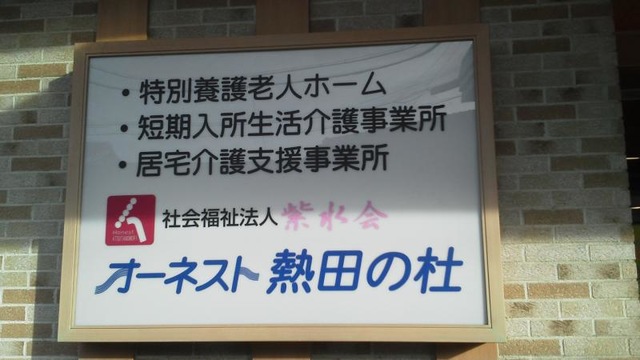 ・特別養護老人ホーム
・短期入所生活介護事業所
・居宅介護支援事業所
社会福祉法人 紫水会
オーネスト 熱田の杜